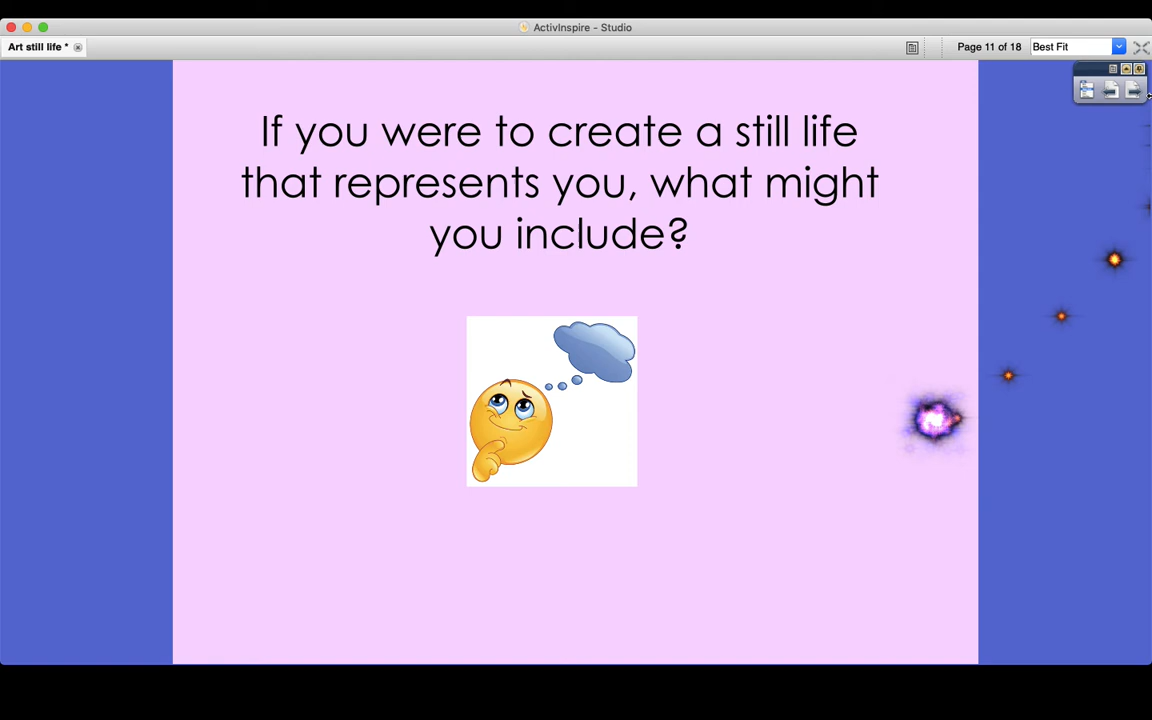 ActivInspire - Studio
Art still life *
Page 11 of 18
Best Fit
If you were to create a still life
that represents you, what might
you include?